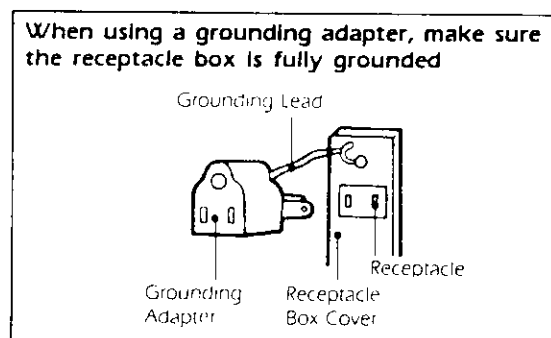 When using a grounding adapter, make sure
the receptacle box is fully grounded
Grounding Lead
Receptacle
Grounding
Adapter
Receptacle
Box Cover